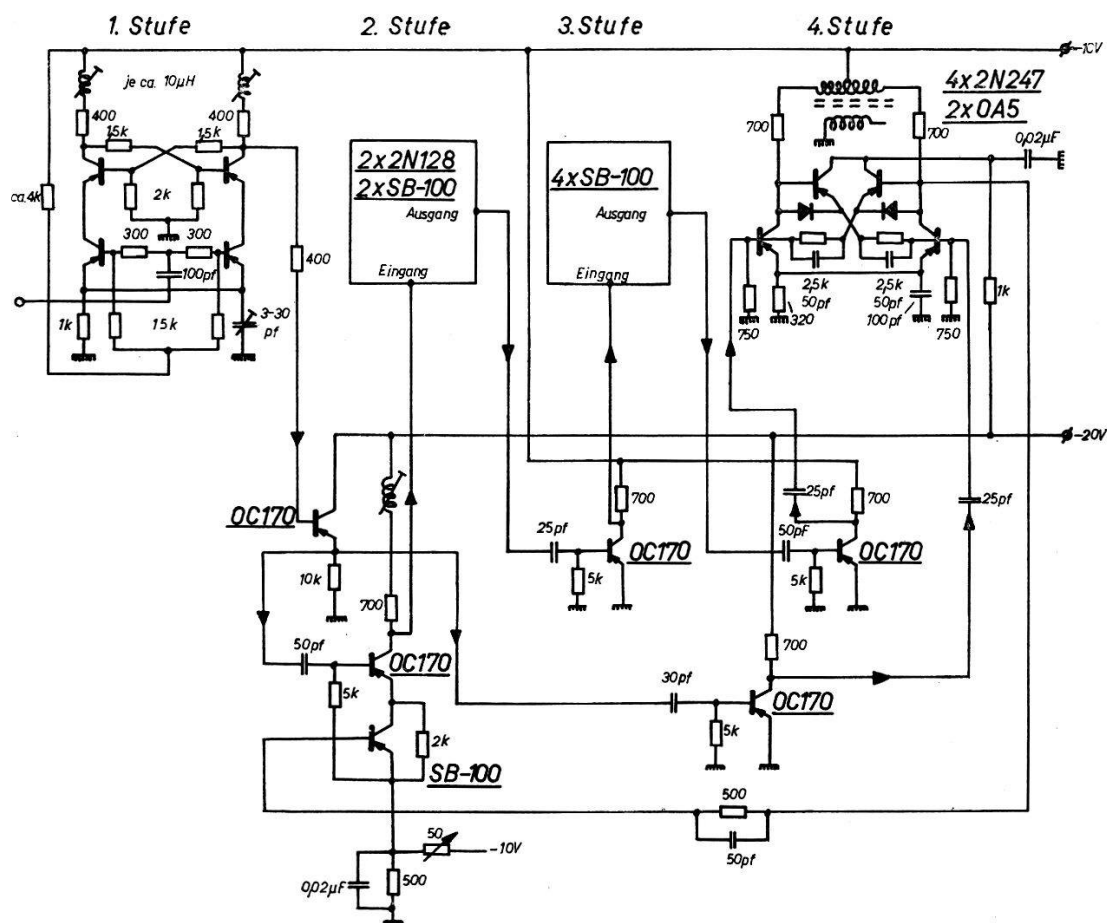 1. Stufe
2. Stufe
3. Stufe
4. Stufe
-10V
je ca. 10µH
4x2N247
2x0A5
400
400
700
700
0,02µF
15k
15k
2x2N128
2xSB-100
4xSB-100
ca.4k
2k
Ausgang
Ausgang
300
300
400
100pf
Eingang
Eingang
2,5k
50pf
2,5k
50pf
1k
1k
15k
3-30
pf
750
320
100pf
750
-20V
700
25pf
700
25pf
OC170
25pf
50pF
OC170
OC170
10k
5k
5k
700
700
50pf
OC170
30pf
OC170
5k
5k
2k
SB-100
500
50
-10V
50pf
0,02µF
500